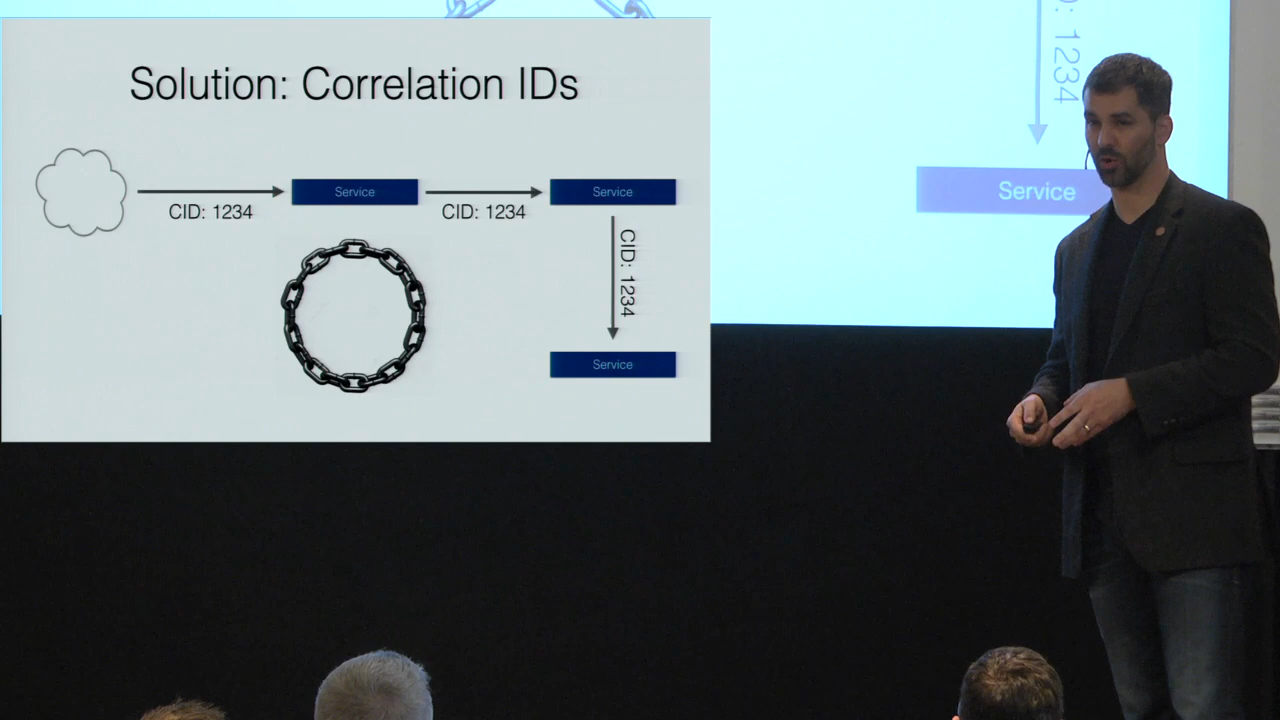 Solution: Correlation IDs
Service
Service
CID: 1234
CID: 1234
CID: 1234
Service
: 1234
Service